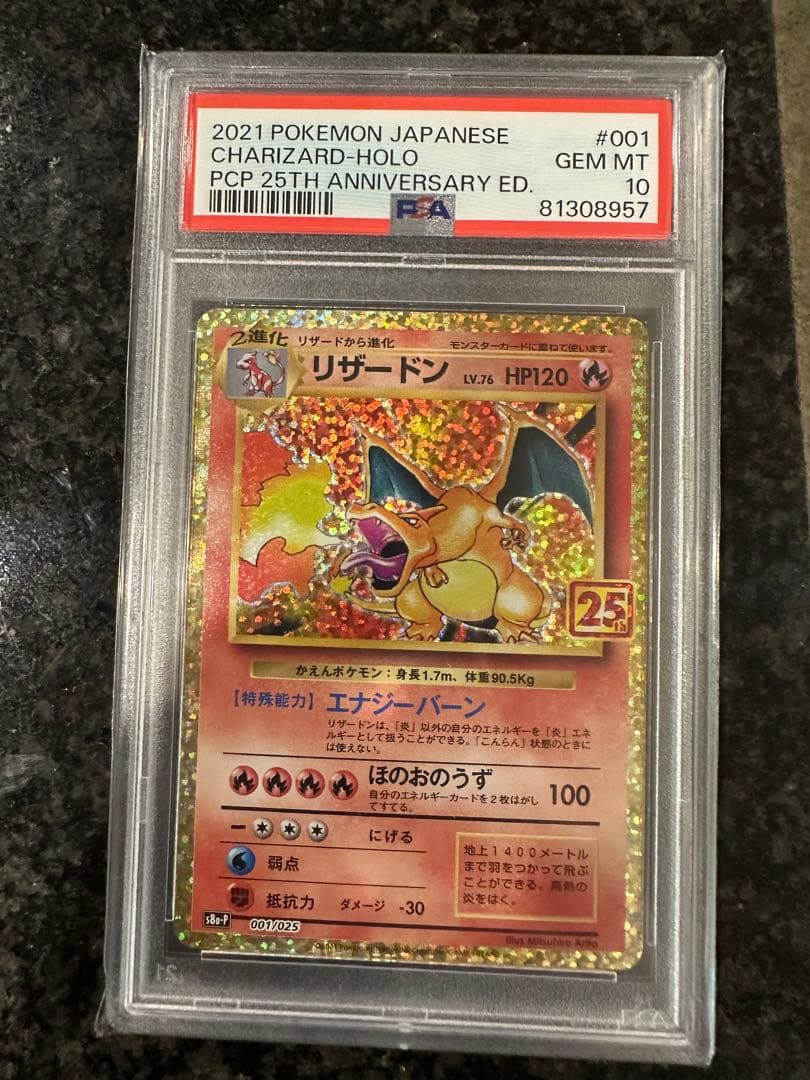 2021 POKEMON JAPANESE #001
CHARIZARD-HOLO GEM MT
PCP 25TH ANNIVERSARY ED. 10
PSA 81308957
2進化 リザードから進化 モンスターカードに重ねて使います。
リザードン LV.76 HP120
25th
かえんポケモン：身長1.7m、体重90.5Kg
【特殊能力】 エナジーバーン
リザードンは、「炎」以外の自分のエネルギーを「炎」エネ
ルギーとして扱うことができる。「こんらん」状態のときに
は使えない。
ほのおのうず 100
自分のエネルギーカードを2枚はがし
てすてる。
にげる
弱点
抵抗力 ダメージ -30
地上1400メートル
まで羽をつかって飛ぶ
ことができる。高熱の
炎をはく。
s8a-P 001/025
Illus. Mitsuhiro Arita